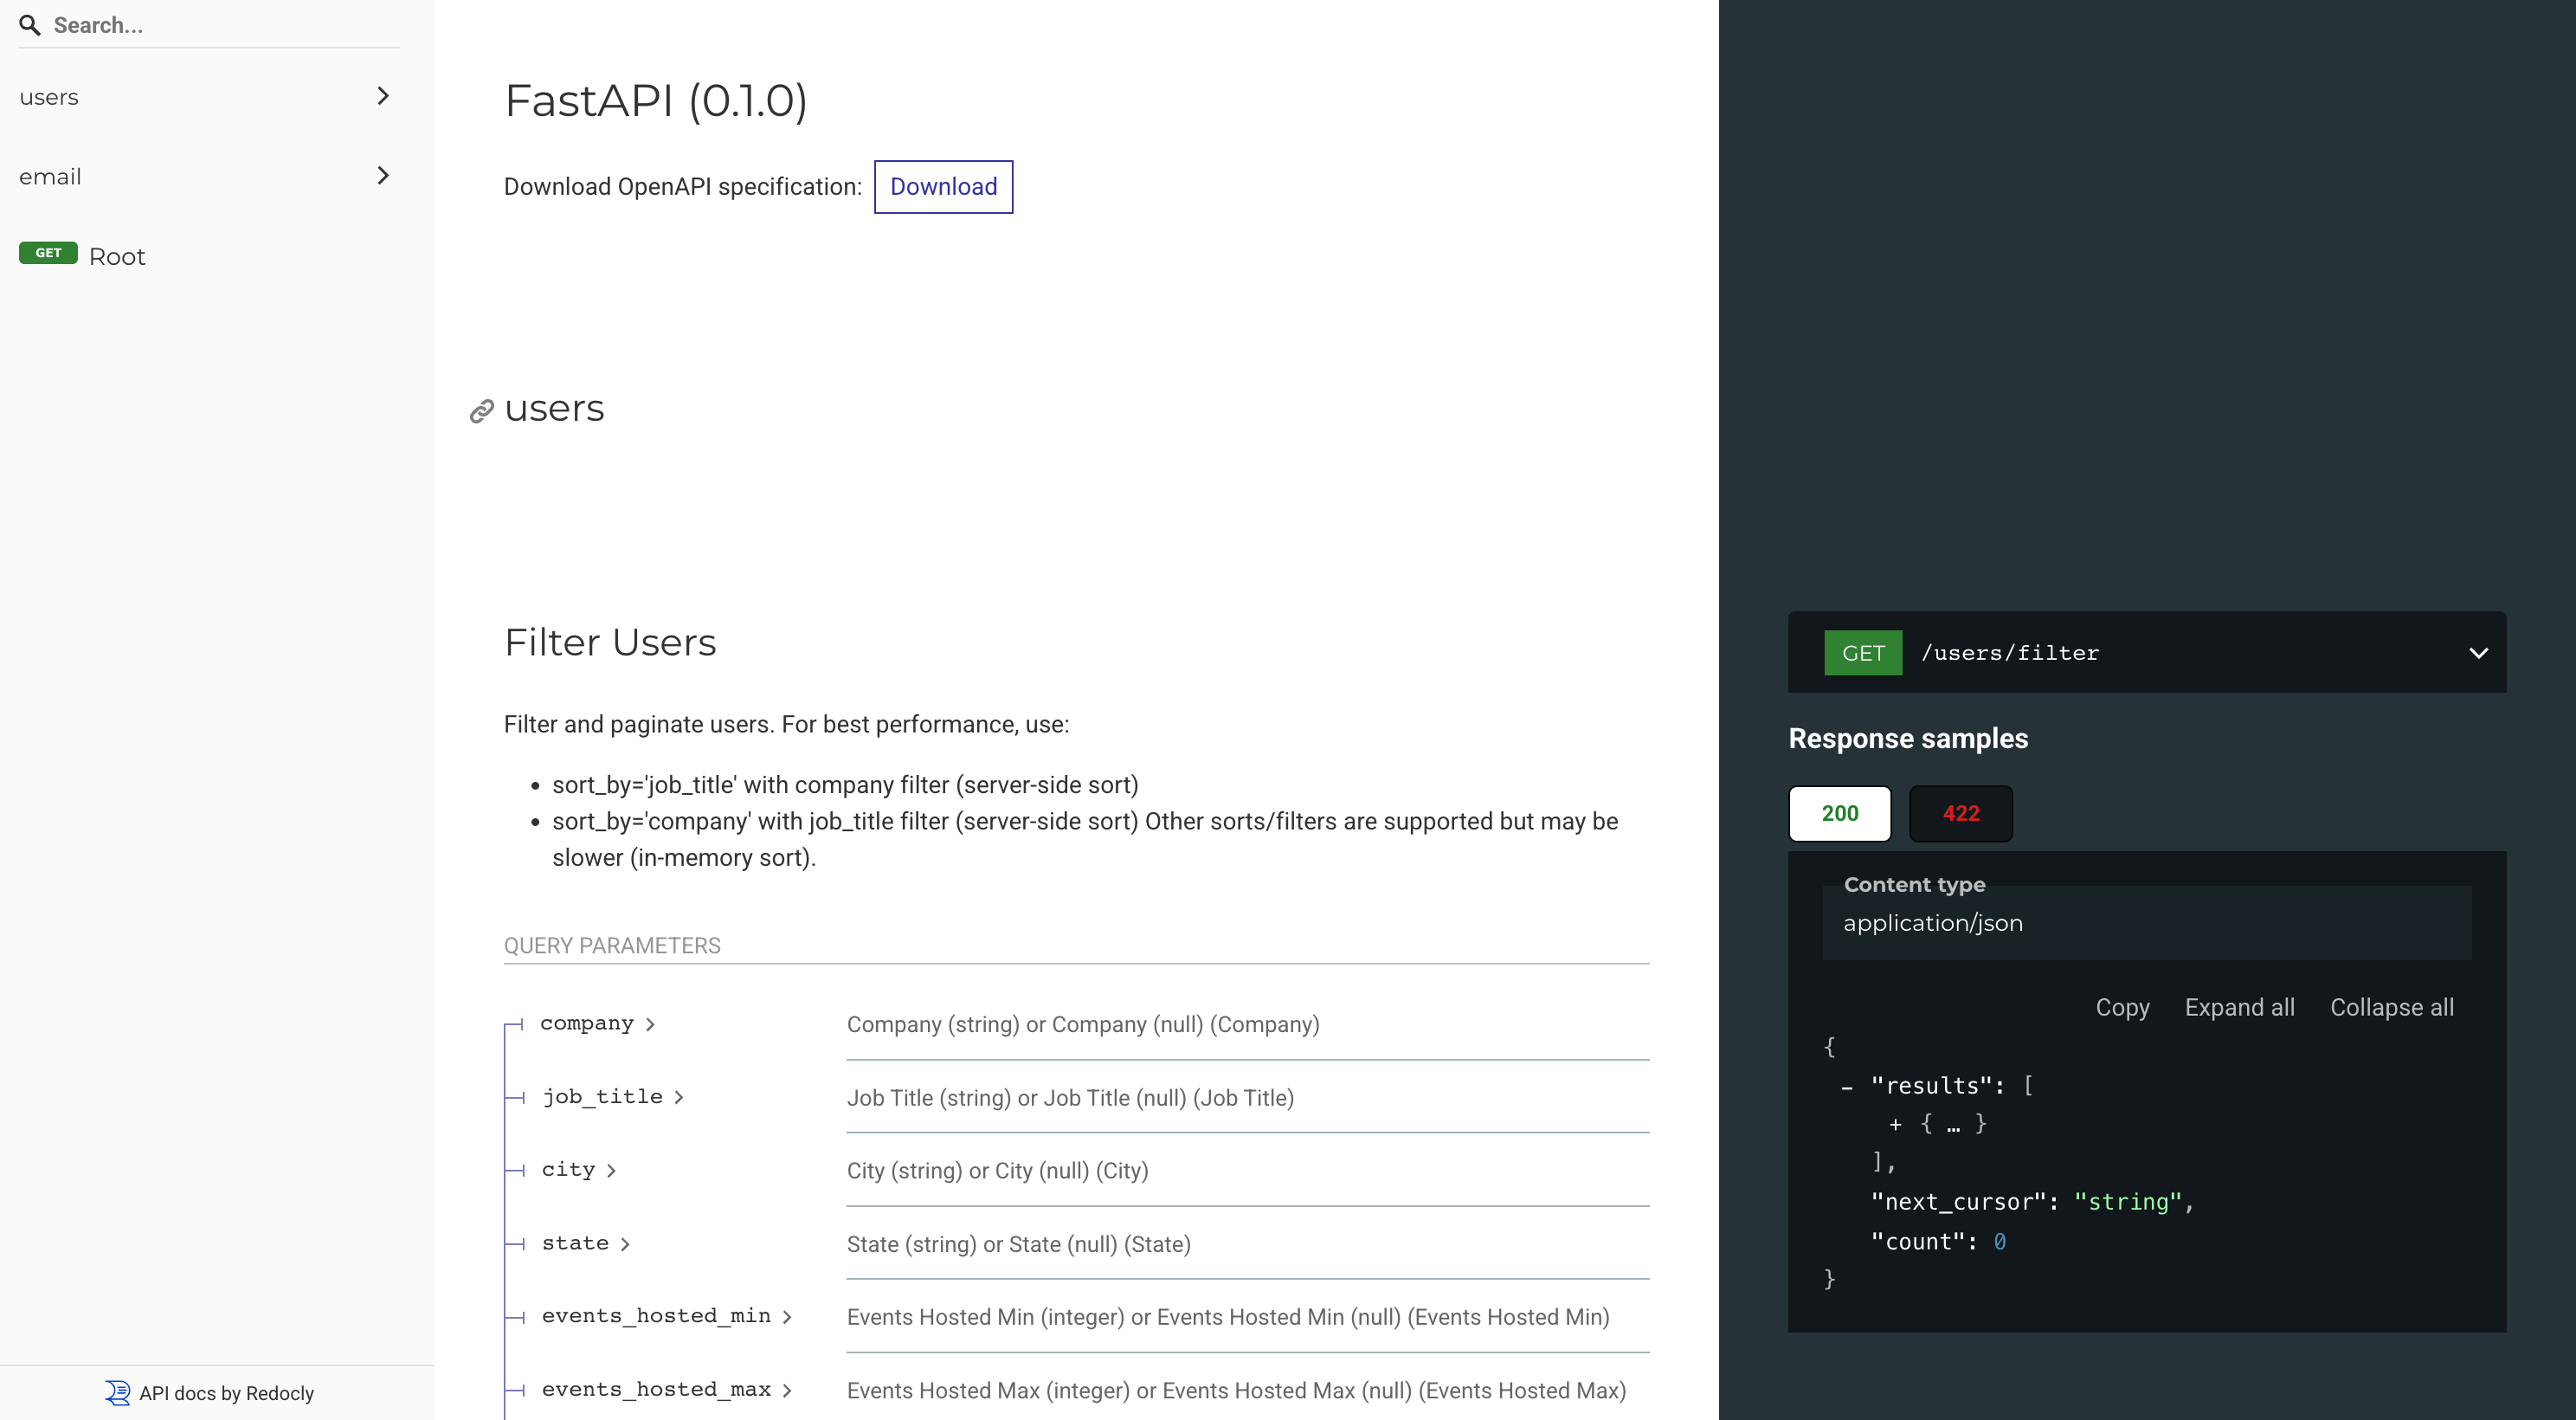 Search...
users
email
GET Root
API docs by Redocly
FastAPI (0.1.0)
Download OpenAPI specification: Download
users
Filter Users
Filter and paginate users. For best performance, use:
• sort_by='job_title' with company filter (server-side sort)
• sort_by='company' with job_title filter (server-side sort) Other sorts/filters are supported but may be
slower (in-memory sort).
QUERY PARAMETERS
company Company (string) or Company (null) (Company)
job_title Job Title (string) or Job Title (null) (Job Title)
city City (string) or City (null) (City)
state State (string) or State (null) (State)
events_hosted_min Events Hosted Min (integer) or Events Hosted Min (null) (Events Hosted Min)
events_hosted_max Events Hosted Max (integer) or Events Hosted Max (null) (Events Hosted Max)
GET /users/filter
Response samples
200 422
Content type
application/json
Copy Expand all Collapse all
{
- "results": [
+ { … }
],
"next_cursor": "string",
"count": 0
}